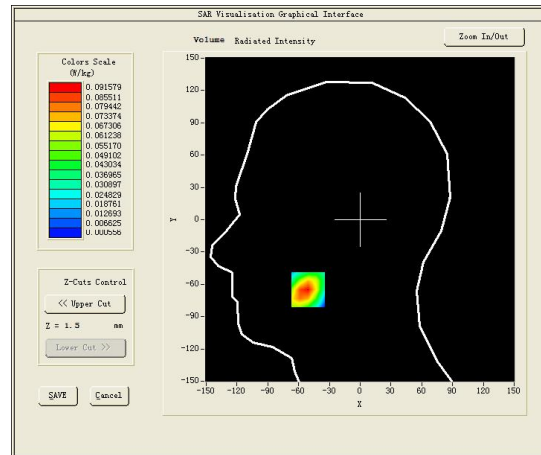 SAR Visualisation Graphical Interface
Volume Radiated Intensity
Zoom In/Out
Colors Scale
(W/kg)
0.091579
0.085511
0.079442
0.073374
0.067306
0.061238
0.055170
0.049102
0.043034
0.036965
0.030897
0.024829
0.018761
0.012693
0.006625
0.000556
Z-Cuts Control
<< Upper Cut
Z = 1.5 mm
Lower Cut >>
SAVE
Cancel
150
120
90
60
30
0
-30
-60
-90
-120
-150
Y
-150 -120 -90 -60 -30 0 30 60 90 120 150
X